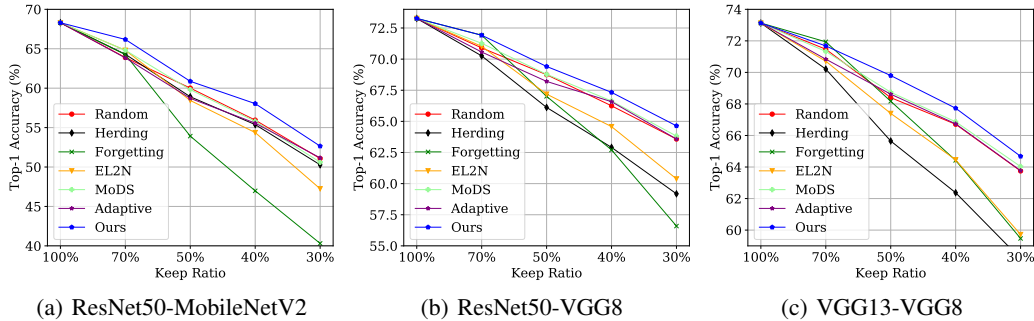 70
65
60
55
50
45
40
Top-1 Accuracy (%)
Random
Herding
Forgetting
EL2N
MoDS
Adaptive
Ours
100% 70% 50% 40% 30%
Keep Ratio
(a) ResNet50-MobileNetV2
72.5
70.0
67.5
65.0
62.5
60.0
57.5
55.0
Top-1 Accuracy (%)
Random
Herding
Forgetting
EL2N
MoDS
Adaptive
Ours
100% 70% 50% 40% 30%
Keep Ratio
(b) ResNet50-VGG8
74
72
70
68
66
64
62
60
Top-1 Accuracy (%)
Random
Herding
Forgetting
EL2N
MoDS
Adaptive
Ours
100% 70% 50% 40% 30%
Keep Ratio
(c) VGG13-VGG8